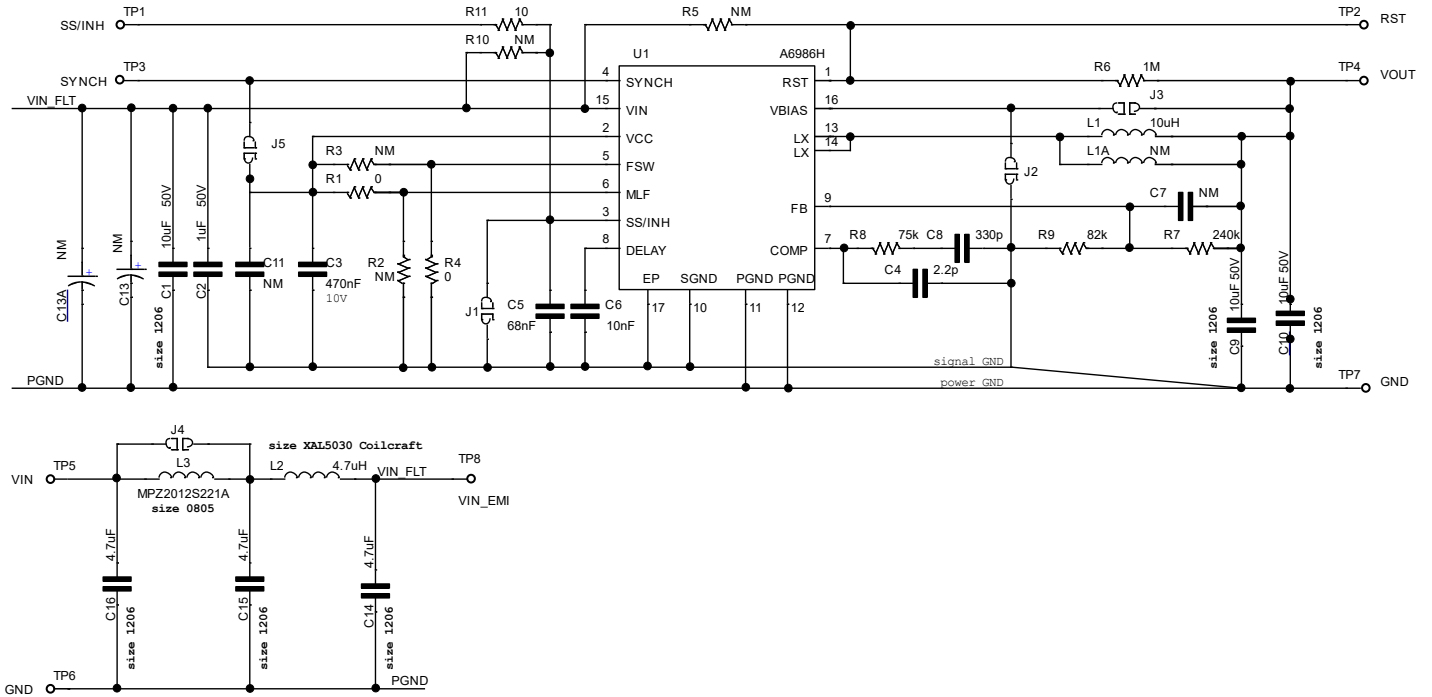 TP1
SS/INH
R11 10
R10 NM
R5 NM
TP2
RST
TP3
SYNCH
VIN_FLT
U1
A6986H
4 SYNCH
15 VIN
2 VCC
5 FSW
6 MLF
3 SS/INH
8 DELAY
RST 1
VBIAS 16
LX 13
LX 14
FB 9
COMP 7
EP
SGND
PGND
PGND
17
10
11
12
R6 1M
TP4
VOUT
J3
L1 10uH
L1A NM
J2
C7 NM
R8 75k
C8 330p
R9 82k
R7 240k
C4 2.2p
J5
R3 NM
R1 0
NM
C13A
+
NM
C13
+
10uF 50V
C1
size 1206
1uF 50V
C2
C11
NM
C3
470nF
10V
R2
NM
R4
0
J1
C5
68nF
C6
10nF
10uF 50V
C9
size 1206
10uF 50V
C10
size 1206
signal GND
power GND
PGND
TP7
GND
J4
size XAL5030 Coilcraft
VIN
TP5
L3
MPZ2012S221A
size 0805
L2 4.7uH
VIN_FLT
TP8
VIN_EMI
4.7uF
C16
size 1206
4.7uF
C15
size 1206
4.7uF
C14
size 1206
GND
TP6
PGND